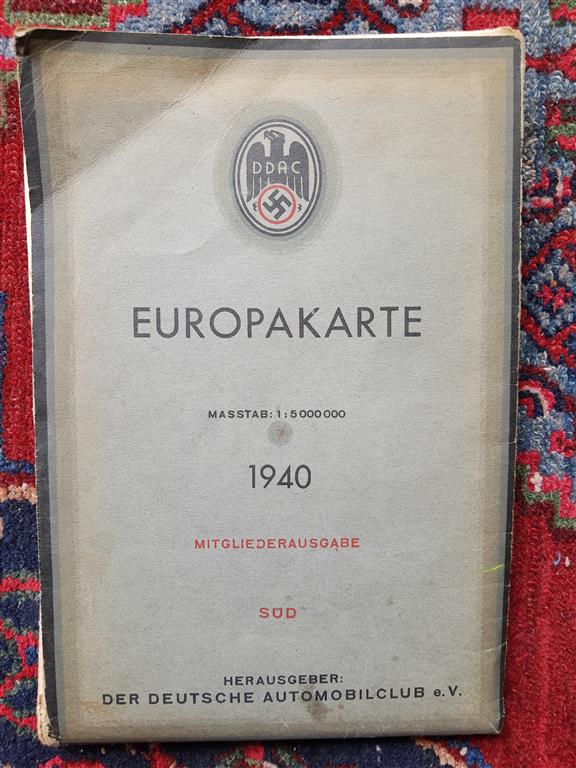 DDAC
EUROPAKARTE
MASSTAB: 1:5000000
1940
MITGLIEDERAUSGABE
SÜD
HERAUSGEBER:
DER DEUTSCHE AUTOMOBILCLUB e.V.